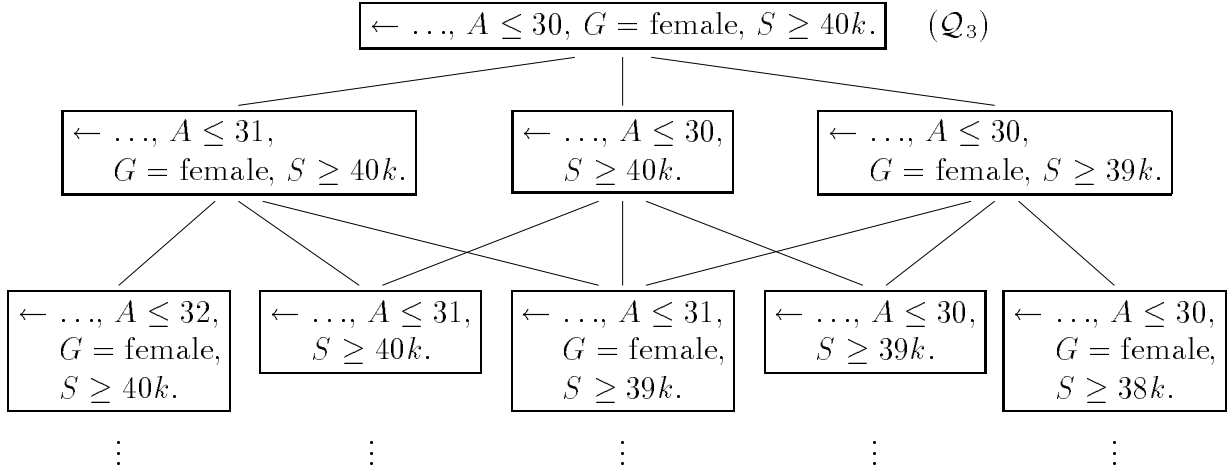 ← ..., A ≤ 30, G = female, S ≥ 40k. (Q₃)
← ..., A ≤ 31,
G = female, S ≥ 40k.
← ..., A ≤ 30,
S ≥ 40k.
← ..., A ≤ 30,
G = female, S ≥ 39k.
← ..., A ≤ 32,
G = female,
S ≥ 40k.
← ..., A ≤ 31,
S ≥ 40k.
← ..., A ≤ 31,
G = female,
S ≥ 39k.
← ..., A ≤ 30,
S ≥ 39k.
← ..., A ≤ 30,
G = female,
S ≥ 38k.
⋮ ⋮ ⋮ ⋮ ⋮